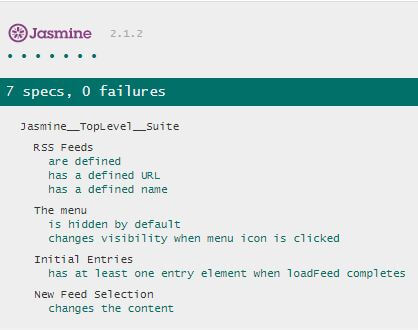 Jasmine 2.1.2
• • • • • • •
7 specs, 0 failures
Jasmine__TopLevel__Suite
RSS Feeds
are defined
has a defined URL
has a defined name
The menu
is hidden by default
changes visibility when menu icon is clicked
Initial Entries
has at least one entry element when loadFeed completes
New Feed Selection
changes the content